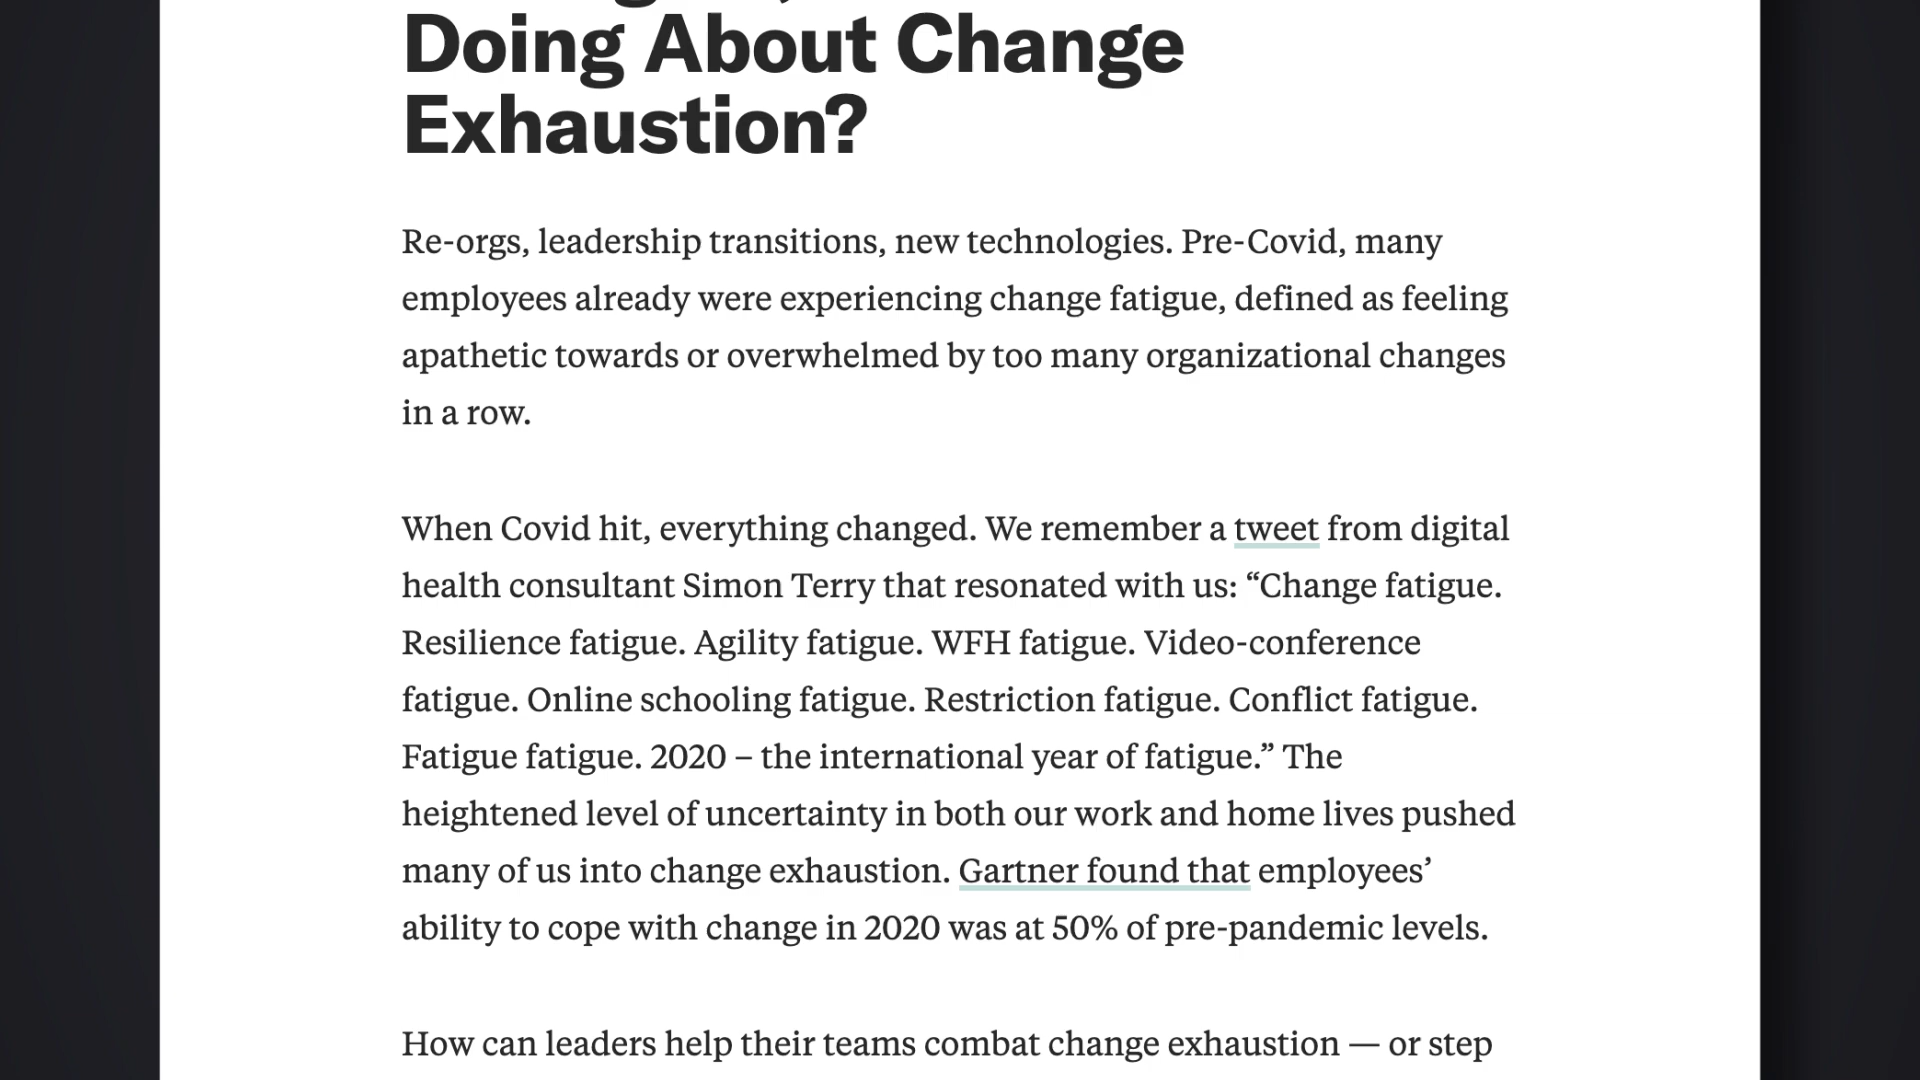 Doing About Change
Exhaustion?
Re-orgs, leadership transitions, new technologies. Pre-Covid, many
employees already were experiencing change fatigue, defined as feeling
apathetic towards or overwhelmed by too many organizational changes
in a row.
When Covid hit, everything changed. We remember a tweet from digital
health consultant Simon Terry that resonated with us: “Change fatigue.
Resilience fatigue. Agility fatigue. WFH fatigue. Video-conference
fatigue. Online schooling fatigue. Restriction fatigue. Conflict fatigue.
Fatigue fatigue. 2020 – the international year of fatigue.” The
heightened level of uncertainty in both our work and home lives pushed
many of us into change exhaustion. Gartner found that employees’
ability to cope with change in 2020 was at 50% of pre-pandemic levels.
How can leaders help their teams combat change exhaustion — or step